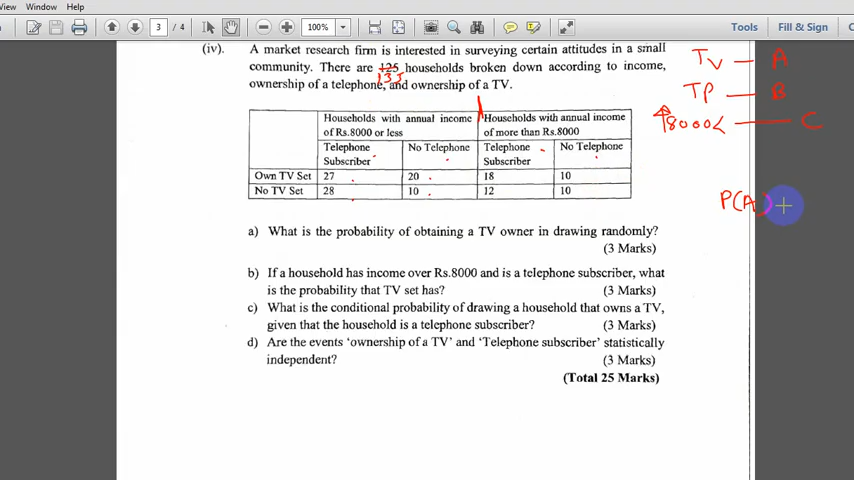 View Window Help
3 / 4 100% Tools Fill & Sign
(iv). A market research firm is interested in surveying certain attitudes in a small
community. There are 125 households broken down according to income,
135
ownership of a telephone, and ownership of a TV.
Households with annual income of Rs.8000 or less Households with annual income of more than Rs.8000
Telephone Subscriber No Telephone Telephone Subscriber No Telephone
Own TV Set 27 20 18 10
No TV Set 28 10 12 10
a) What is the probability of obtaining a TV owner in drawing randomly?
(3 Marks)
b) If a household has income over Rs.8000 and is a telephone subscriber, what
is the probability that TV set has? (3 Marks)
c) What is the conditional probability of drawing a household that owns a TV,
given that the household is a telephone subscriber? (3 Marks)
d) Are the events 'ownership of a TV' and 'Telephone subscriber' statistically
independent? (3 Marks)
(Total 25 Marks)
TV — A
TP — B
↑8000< — C
P(A)